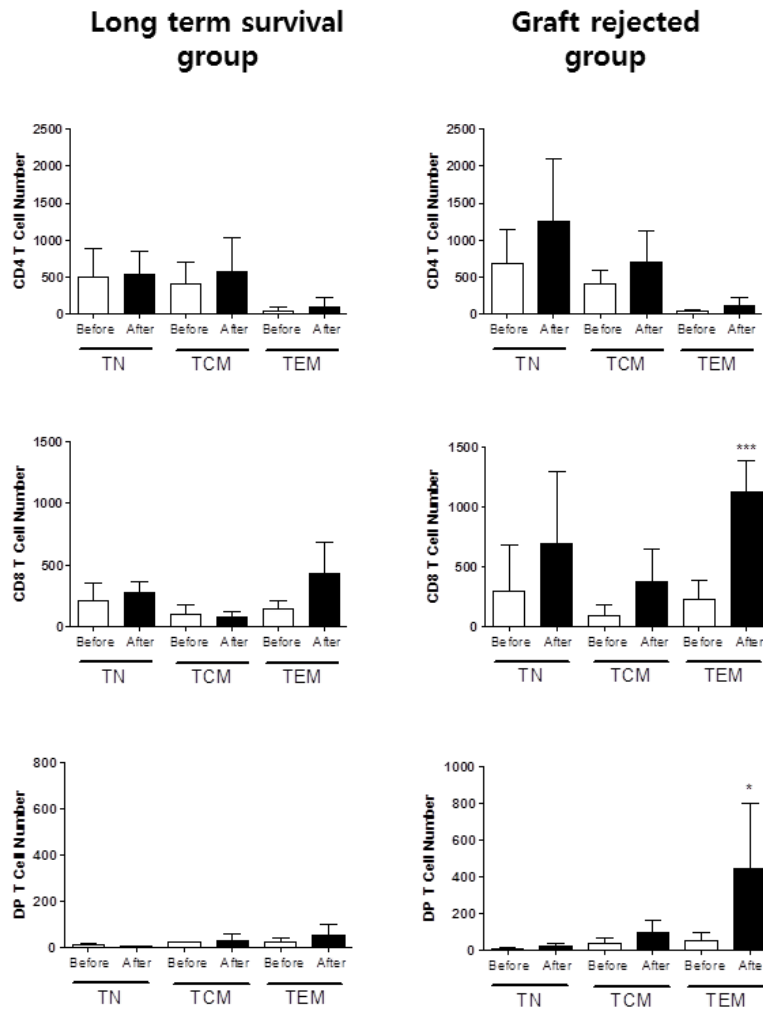 Long term survival
group
Graft rejected
group
CD4 T Cell Number
2500
2000
1500
1000
500
0
Before After Before After Before After
TN TCM TEM
CD4 T Cell Number
2500
2000
1500
1000
500
0
Before After Before After Before After
TN TCM TEM
CD8 T Cell Number
1500
1000
500
0
Before After Before After Before After
TN TCM TEM
CD8 T Cell Number
1500
1000
500
0
***
Before After Before After Before After
TN TCM TEM
DP T Cell Number
800
600
400
200
0
Before After Before After Before After
TN TCM TEM
DP T Cell Number
1000
800
600
400
200
0
*
Before After Before After Before After
TN TCM TEM